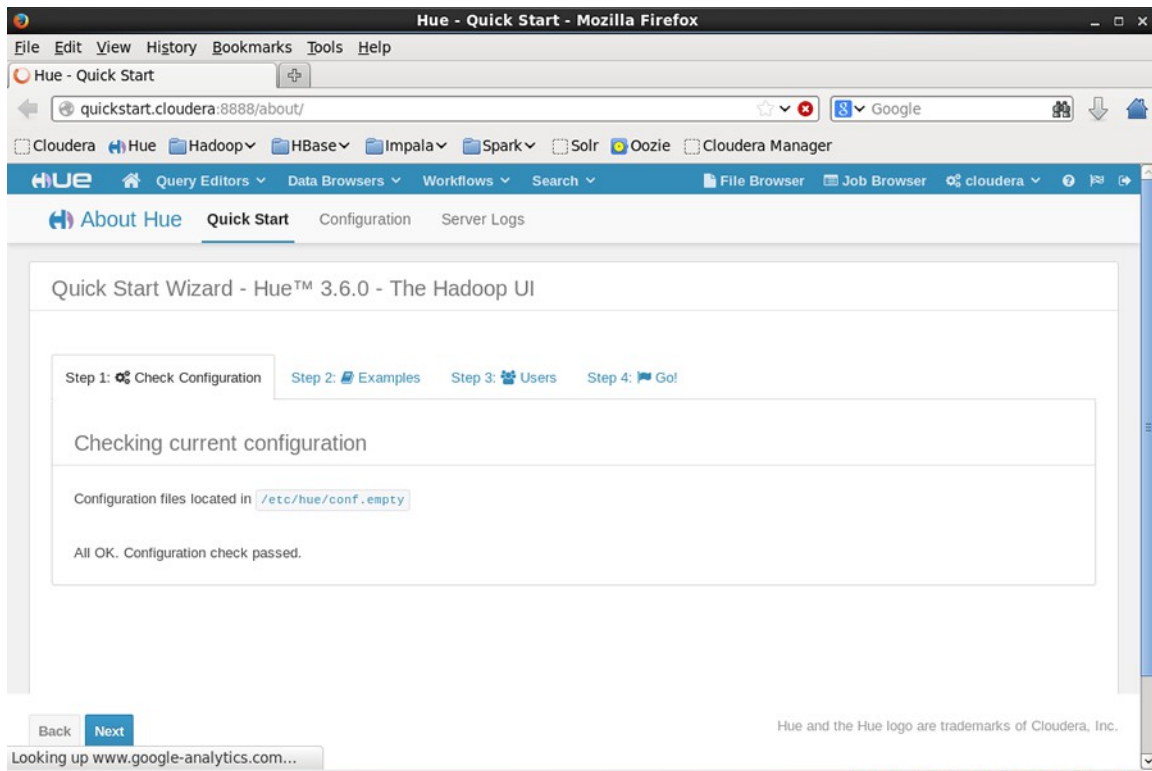 Hue - Quick Start - Mozilla Firefox
File Edit View History Bookmarks Tools Help
Hue - Quick Start
quickstart.cloudera:8888/about/
Google
Cloudera Hue Hadoop HBase Impala Spark Solr Oozie Cloudera Manager
HUE Query Editors Data Browsers Workflows Search File Browser Job Browser cloudera
About Hue Quick Start Configuration Server Logs
Quick Start Wizard - Hue™ 3.6.0 - The Hadoop UI
Step 1: Check Configuration Step 2: Examples Step 3: Users Step 4: Go!
Checking current configuration
Configuration files located in /etc/hue/conf.empty
All OK. Configuration check passed.
Back Next
Hue and the Hue logo are trademarks of Cloudera, Inc.
Looking up www.google-analytics.com...